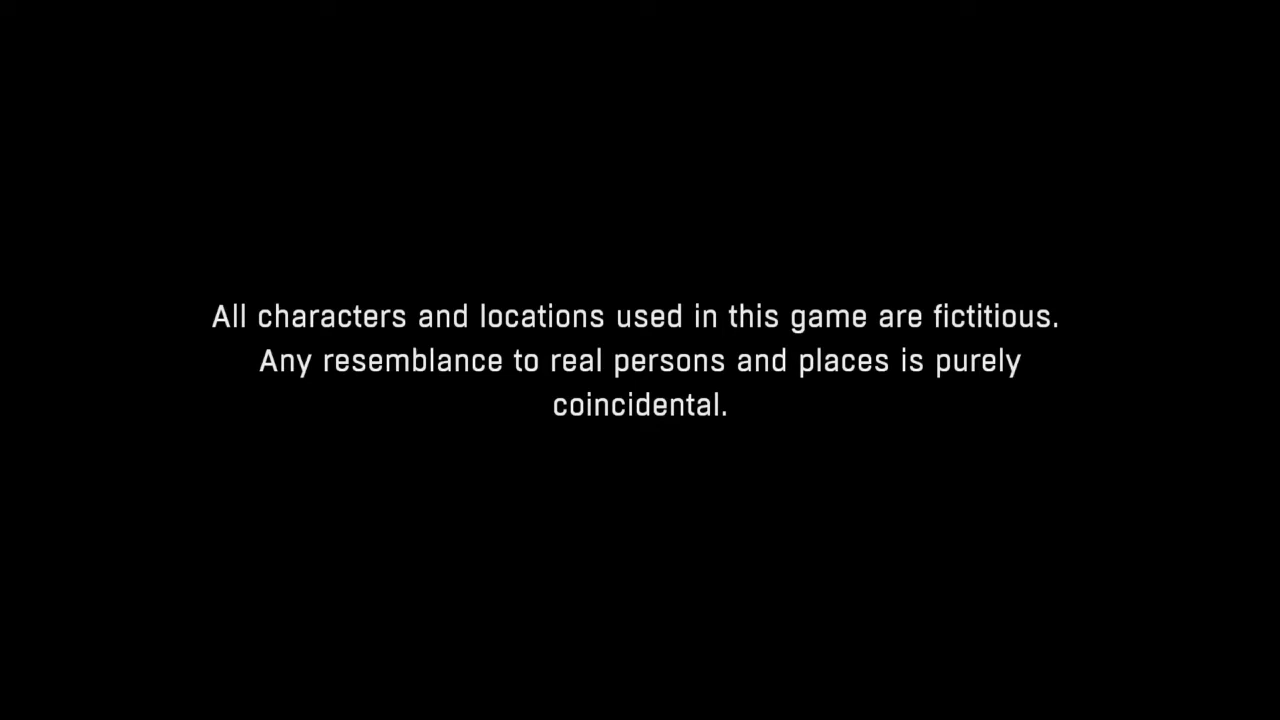 All characters and locations used in this game are fictitious.
Any resemblance to real persons and places is purely
coincidental.